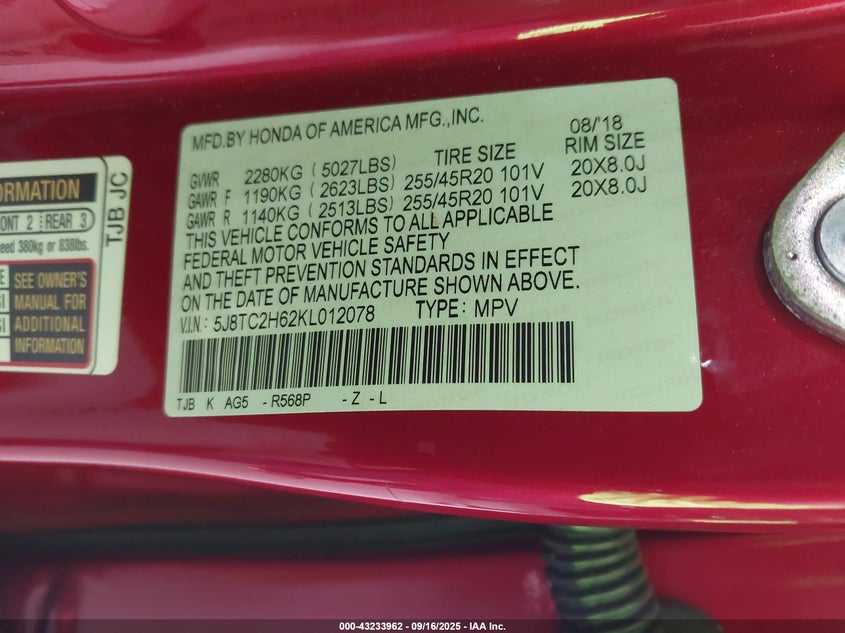 MFD.BY HONDA OF AMERICA MFG.,INC. 08/'18
GVWR 2280KG (5027LBS) TIRE SIZE RIM SIZE
GAWR F 1190KG (2623LBS) 255/45R20 101V 20X8.0J
GAWR R 1140KG (2513LBS) 255/45R20 101V 20X8.0J
THIS VEHICLE CONFORMS TO ALL APPLICABLE
FEDERAL MOTOR VEHICLE SAFETY
AND THEFT PREVENTION STANDARDS IN EFFECT
ON THE DATE OF MANUFACTURE SHOWN ABOVE.
V.I.N.: 5J8TC2H62KL012078 TYPE: MPV
TJB K AG5 -R568P -Z -L
ORMATION
ONT 2 REAR 3
eed 380kg or 838lbs.
SEE OWNER'S
MANUAL FOR
ADDITIONAL
INFORMATION
TJB JC
000-43233962 - 09/16/2025 - IAA Inc.